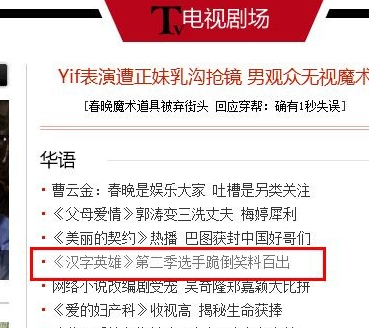 Tv电视剧场
Yif表演遭正妹乳沟抢镜 男观众无视魔术
[春晚魔术道具被弃街头 回应穿帮：确有1秒失误]
华语
曹云金：春晚是娱乐大家 吐槽是另类关注
《父母爱情》郭涛变三洗丈夫 梅婷犀利
《美丽的契约》热播 巴图获封中国好哥们
《汉字英雄》第二季选手跪倒笑料百出
网络小说改编剧受宠 吴奇隆郑嘉颖大比拼
《爱的妇产科》收视高 揭秘生命获捧